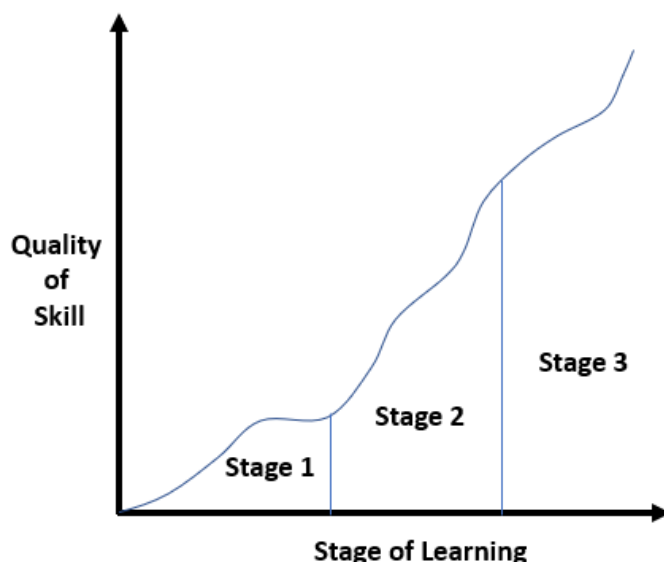 Quality
of
Skill
Stage 1
Stage 2
Stage 3
Stage of Learning